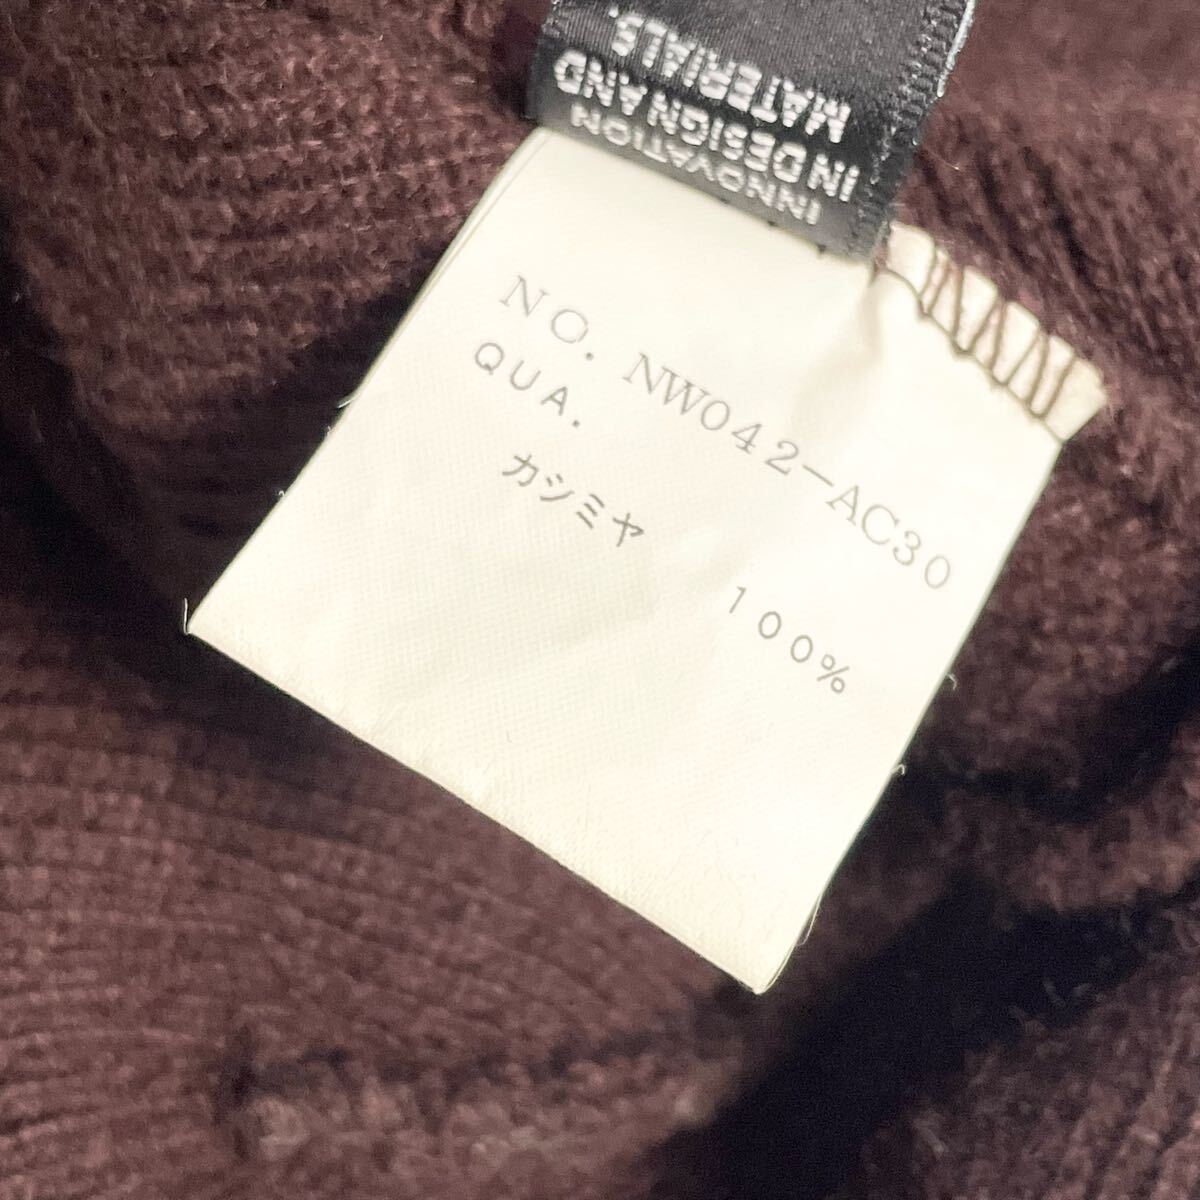 INNOVATION
IN DESIGN AND
MATERIALS.
NO. NW042-AC30
QUA.
カシミヤ 100%